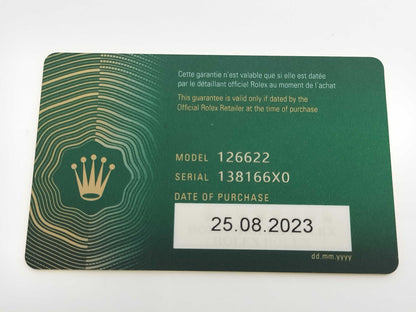 Cette garantie n'est valable que si elle est datée
par le détaillant officiel Rolex au moment de l'achat
This guarantee is valid only if dated by the
Official Rolex Retailer at the time of purchase
MODEL 126622
SERIAL 138166X0
DATE OF PURCHASE
25.08.2023
dd.mm.yyyy